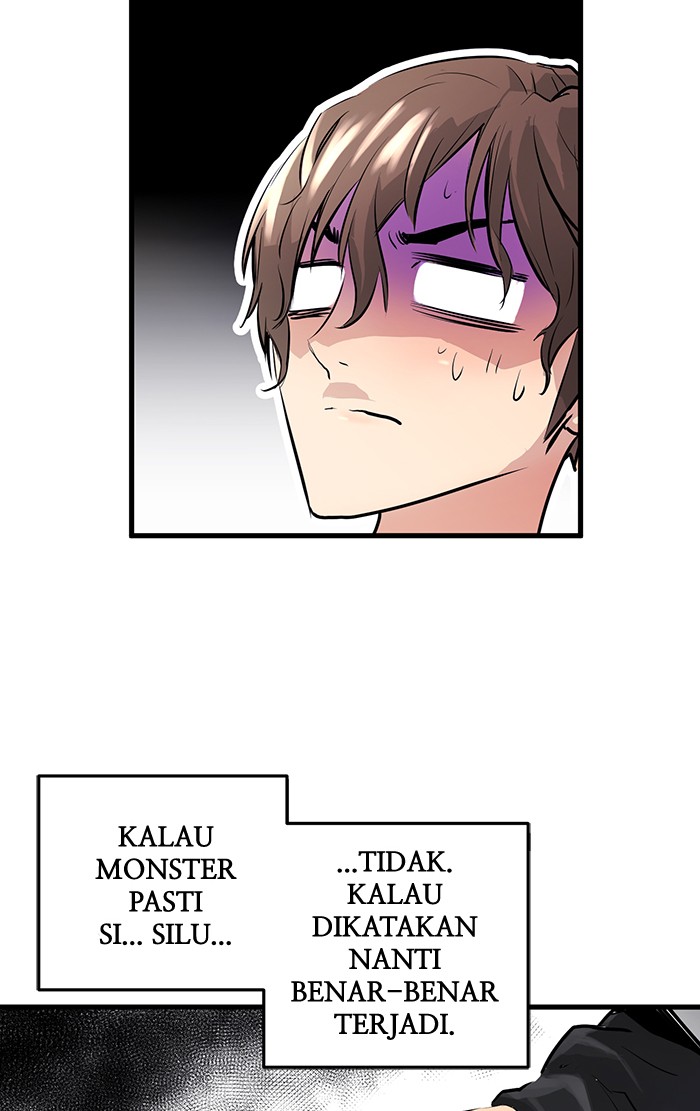 KALAU
MONSTER
PASTI
SI... SILU...
...TIDAK.
KALAU
DIKATAKAN
NANTI
BENAR-BENAR
TERJADI.